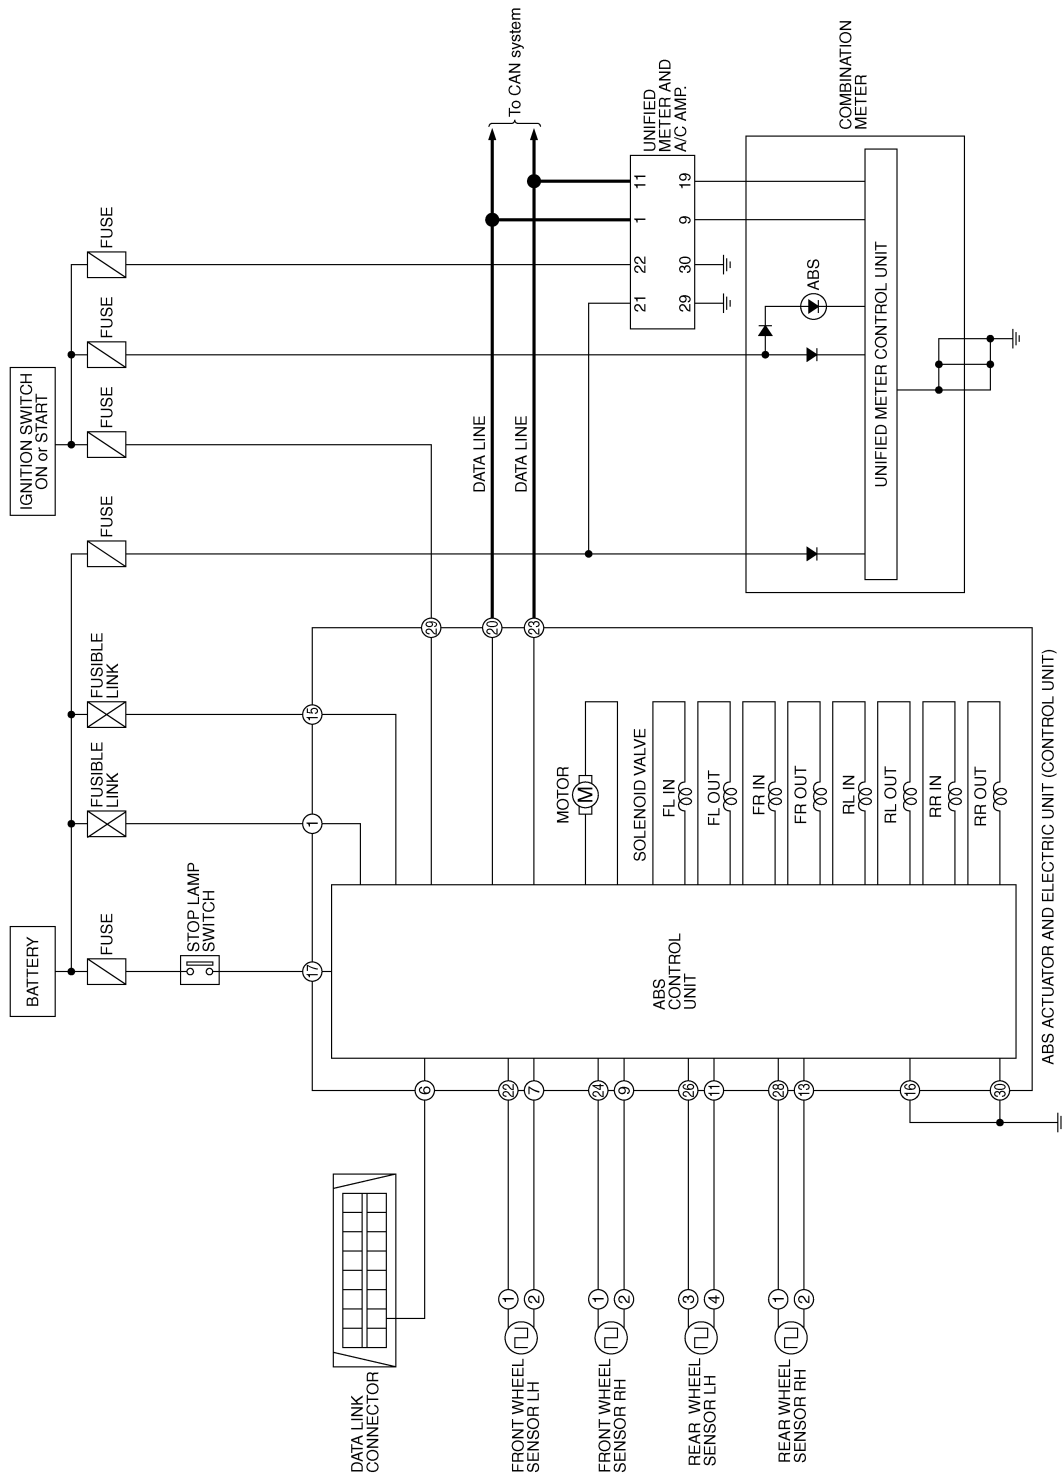 BATTERY
IGNITION SWITCH
ON or START
FUSE
STOP LAMP
SWITCH
FUSIBLE
LINK
FUSIBLE
LINK
FUSE
FUSE
FUSE
FUSE
17
1
15
29
20
23
DATA LINE
DATA LINE
To CAN system
DATA LINK
CONNECTOR
6
FRONT WHEEL
SENSOR LH
1
2
22
7
FRONT WHEEL
SENSOR RH
1
2
24
9
REAR WHEEL
SENSOR LH
3
4
26
11
REAR WHEEL
SENSOR RH
1
2
28
13
16
30
ABS
CONTROL
UNIT
MOTOR
M
SOLENOID VALVE
FL IN
FL OUT
FR IN
FR OUT
RL IN
RL OUT
RR IN
RR OUT
ABS ACTUATOR AND ELECTRIC UNIT (CONTROL UNIT)
UNIFIED
METER AND
A/C AMP.
21
22
1
11
29
30
9
19
COMBINATION
METER
ABS
UNIFIED METER CONTROL UNIT